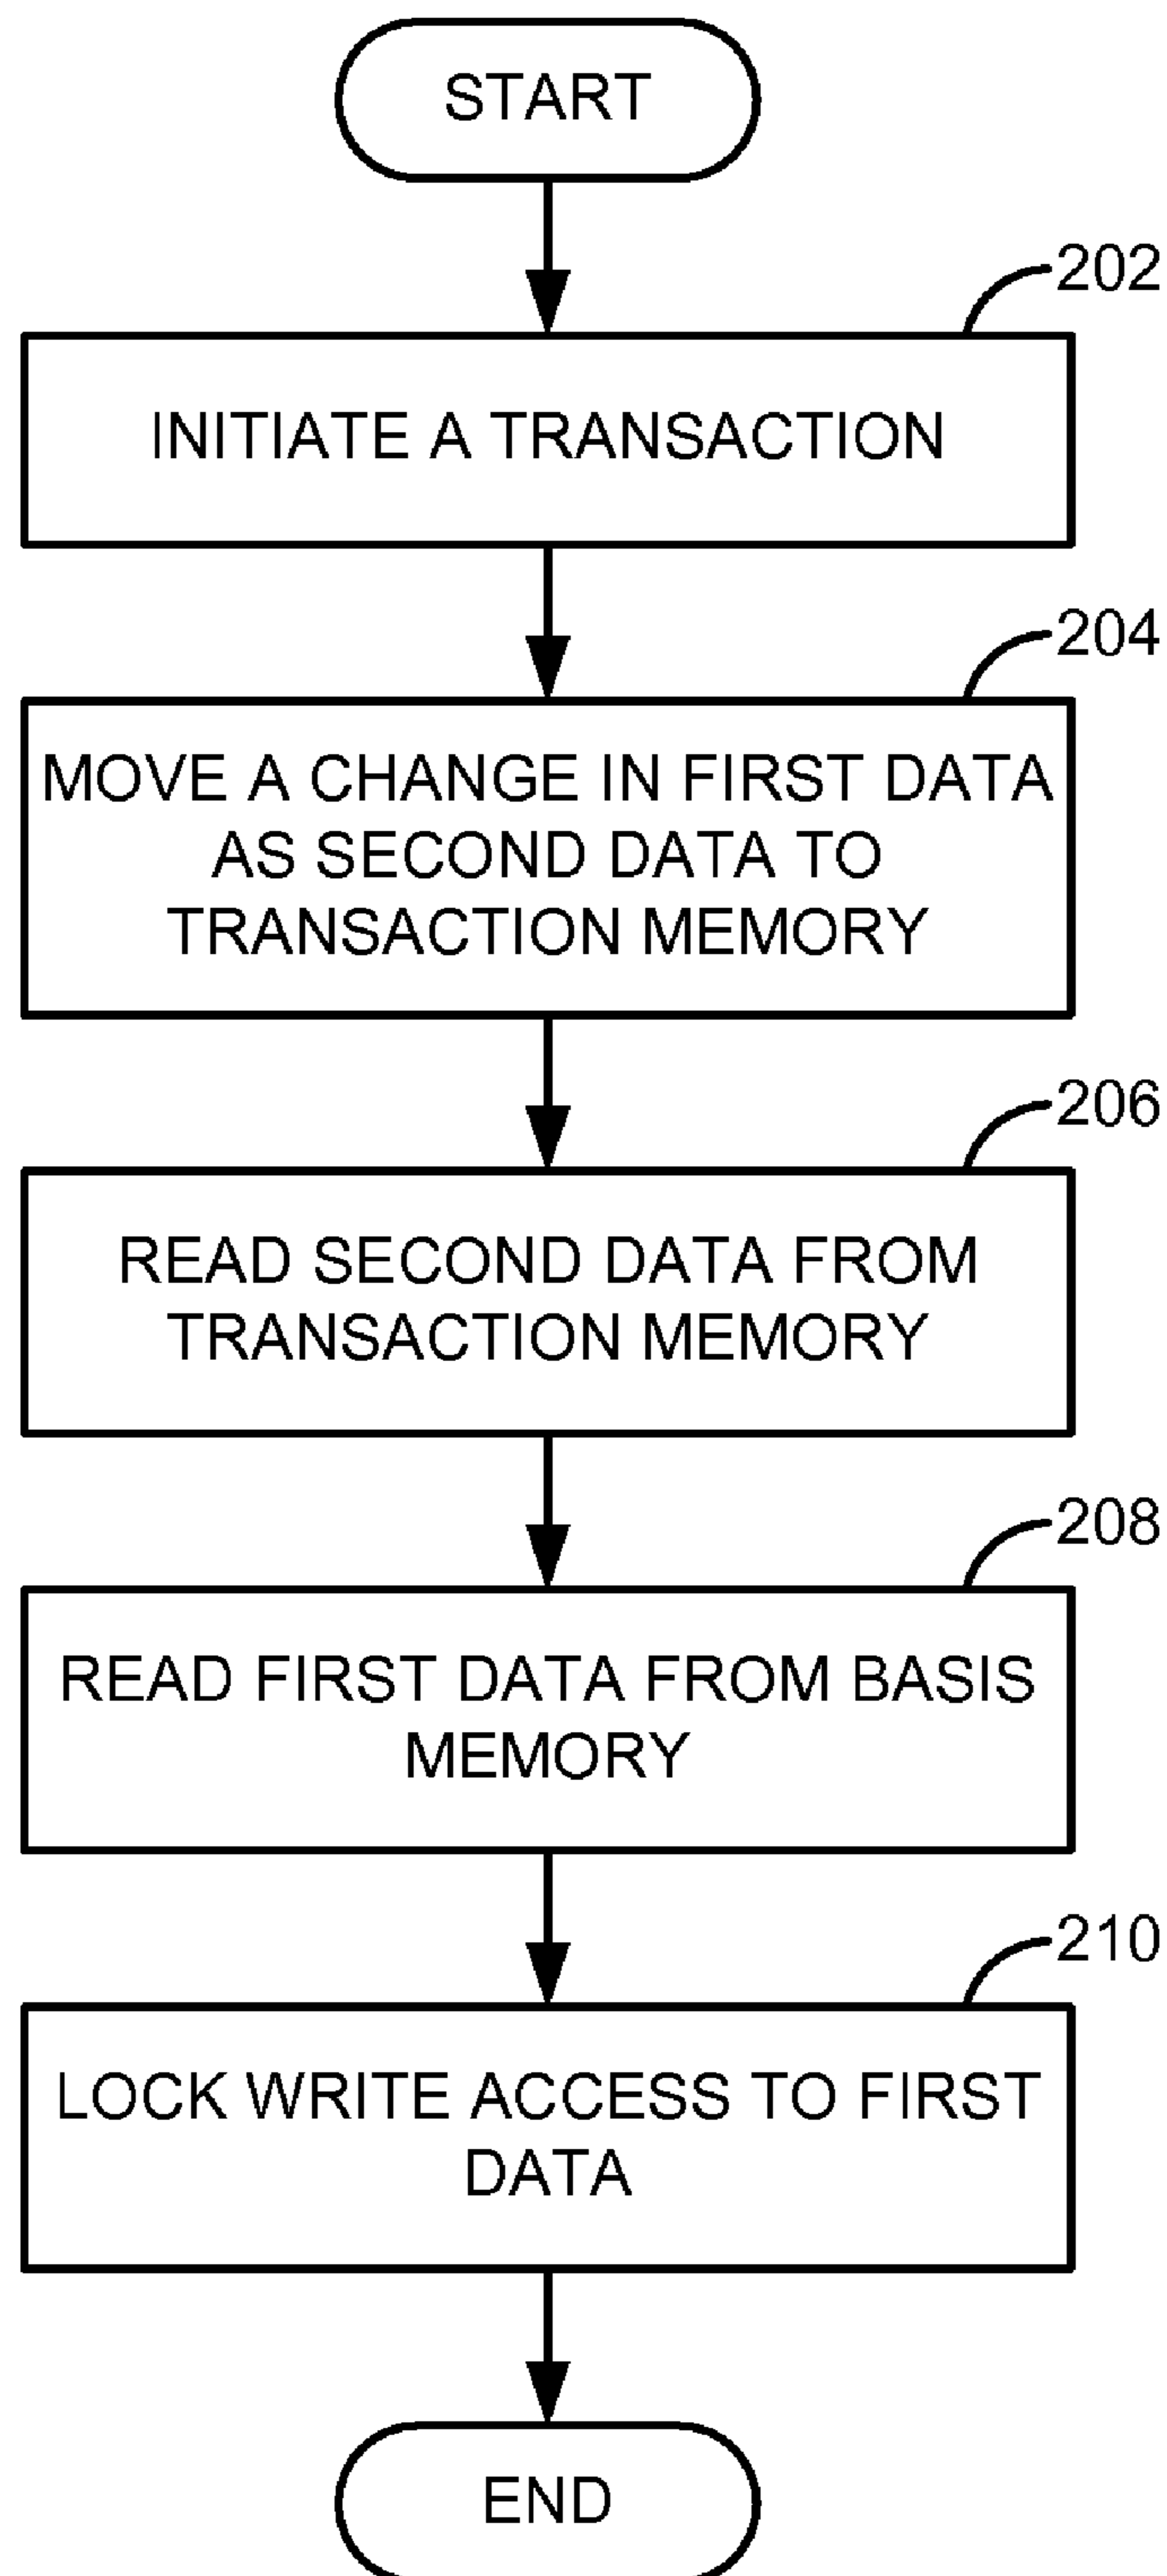 START
202
INITIATE A TRANSACTION
204
MOVE A CHANGE IN FIRST DATA
AS SECOND DATA TO
TRANSACTION MEMORY
206
READ SECOND DATA FROM
TRANSACTION MEMORY
208
READ FIRST DATA FROM BASIS
MEMORY
210
LOCK WRITE ACCESS TO FIRST
DATA
END